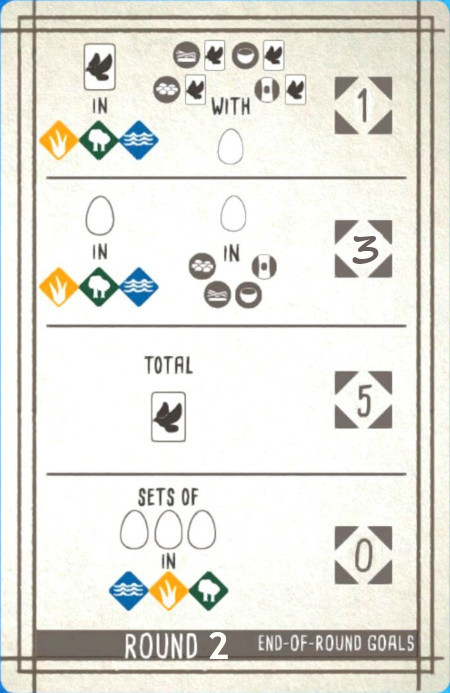 IN
WITH
1
IN
IN
3
TOTAL
5
SETS OF
IN
0
ROUND 2 END-OF-ROUND GOALS